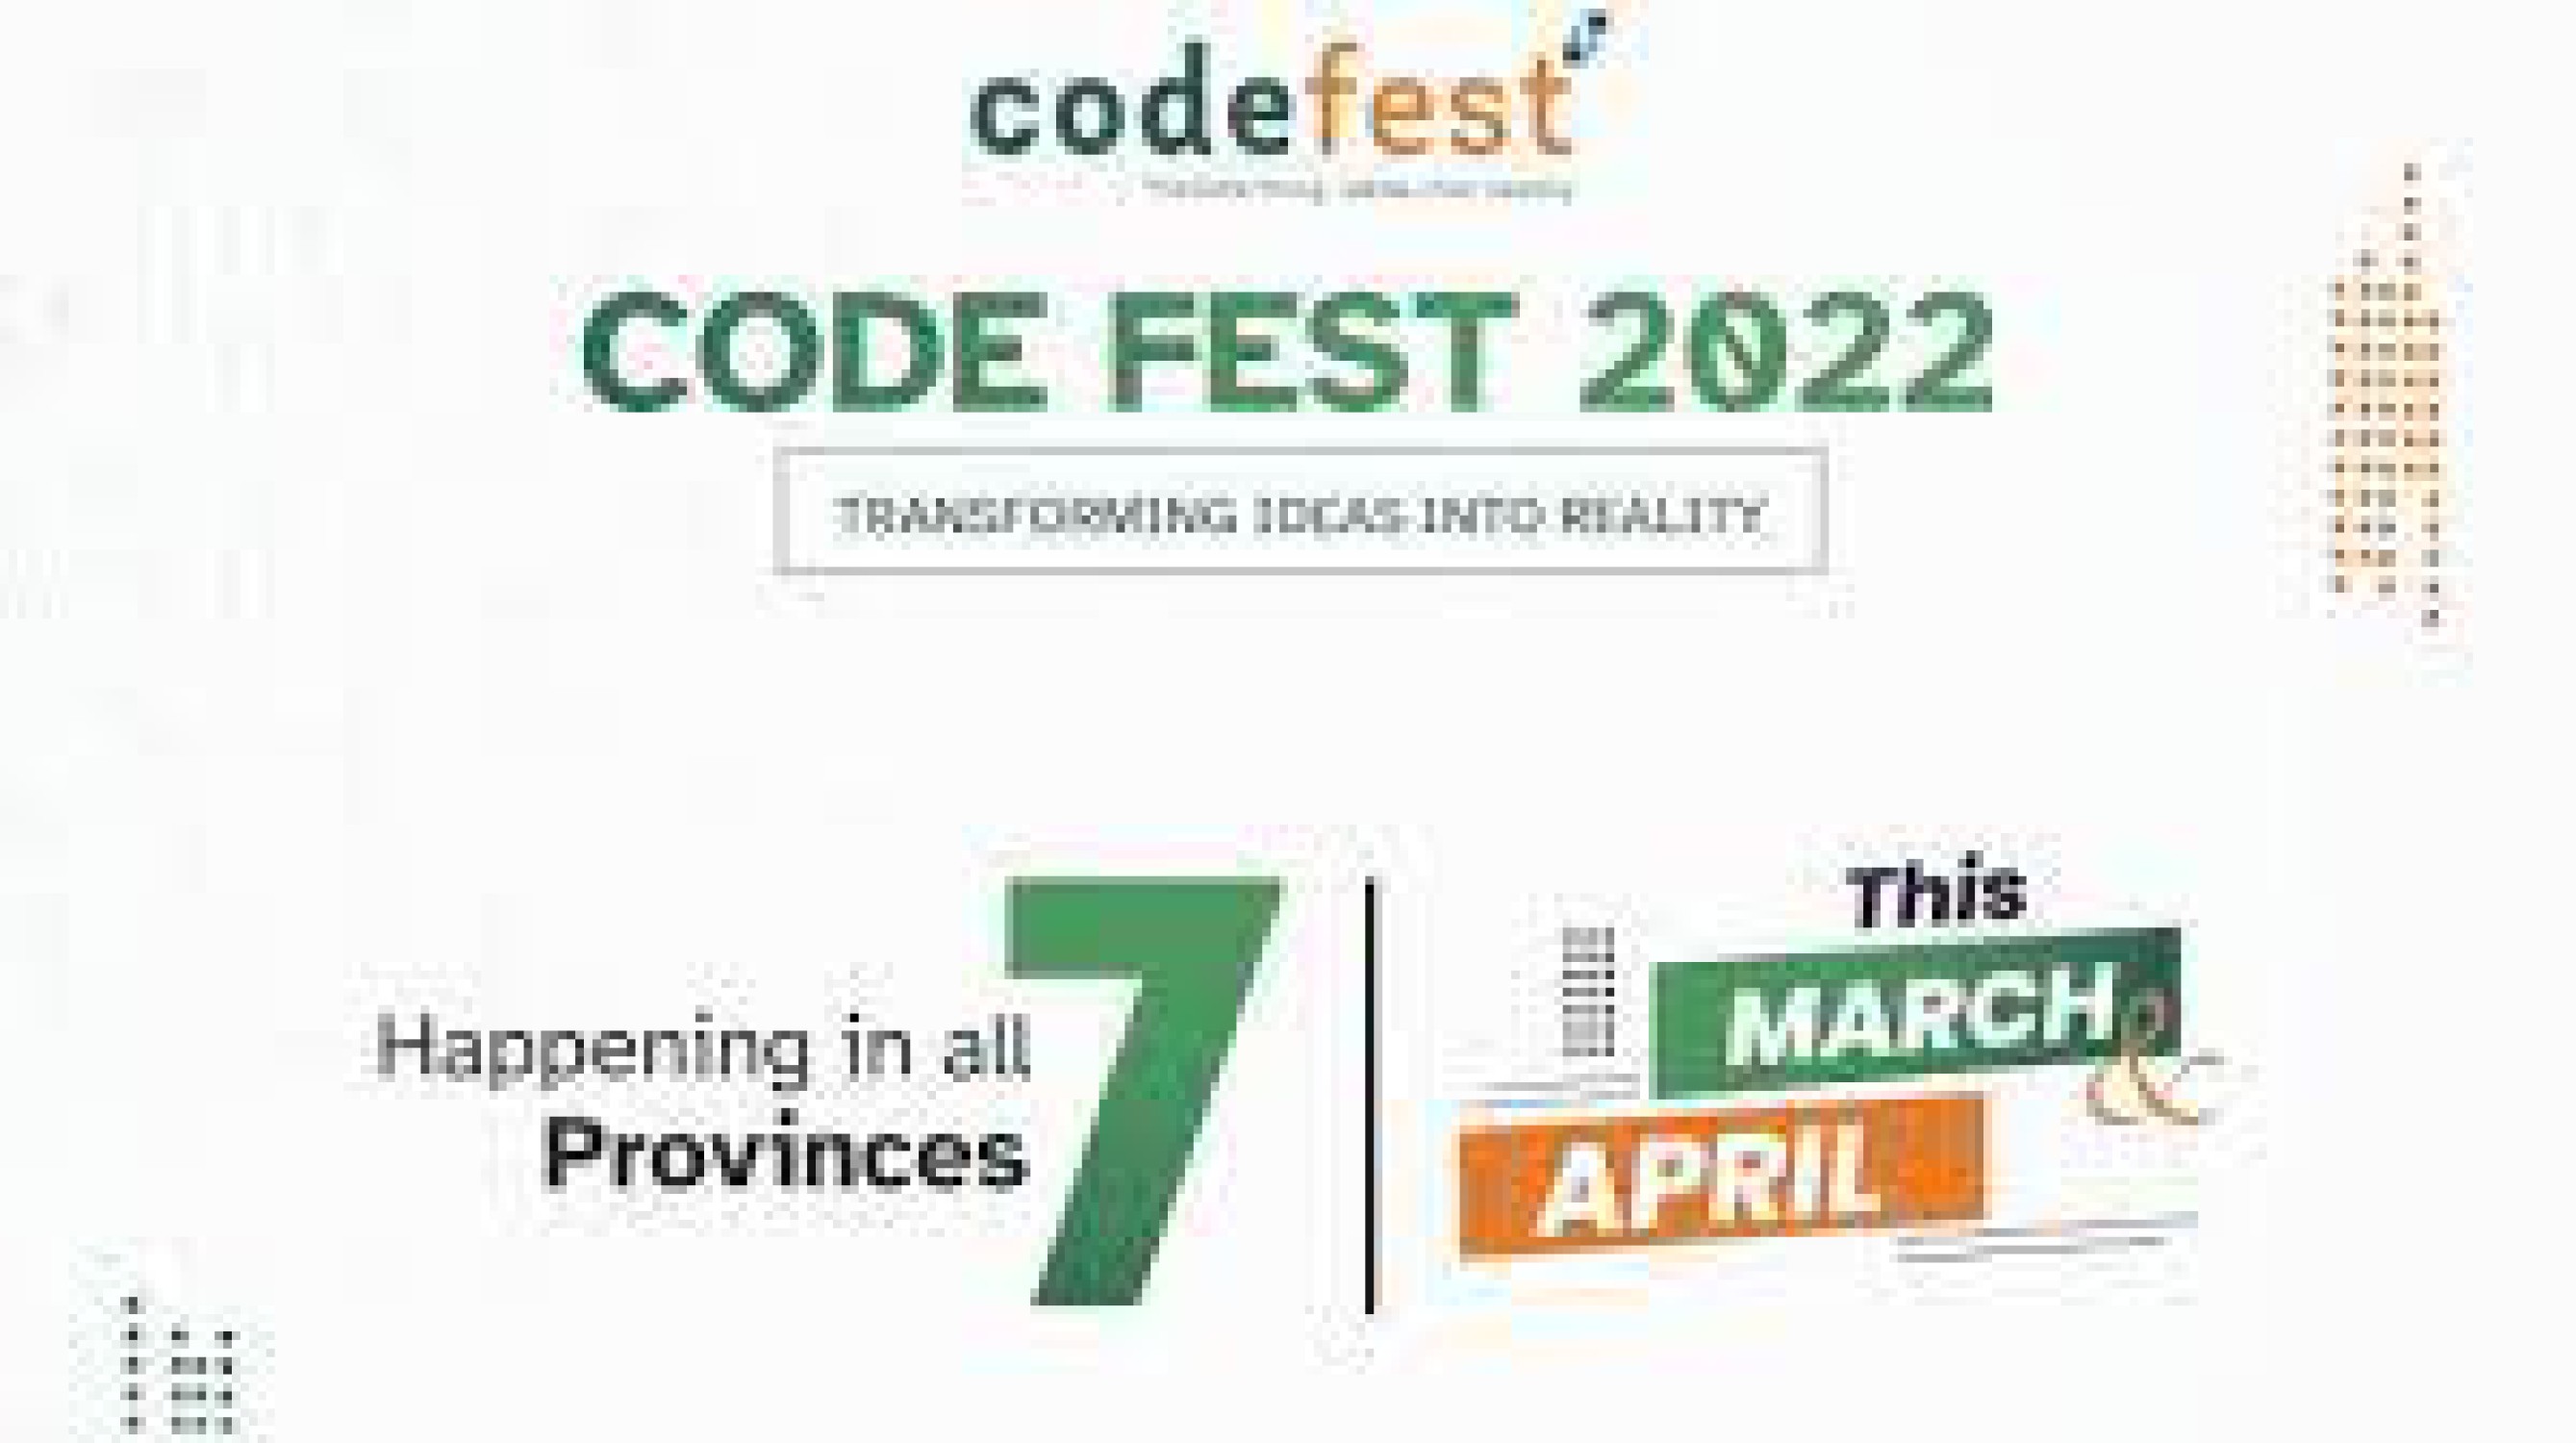 codefest
CODE FEST 2022
TRANSFORMING IDEAS INTO REALITY
Happening in all
Provinces
7
This
MARCH
&
APRIL